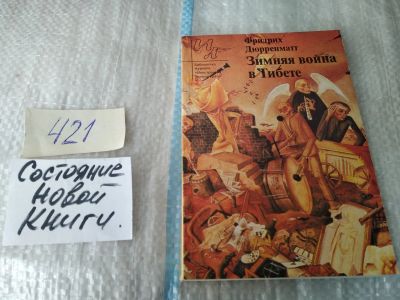 421
Состояние
новой
книги.
Фридрих
Дюрренматт
Зимняя война
в Тибете